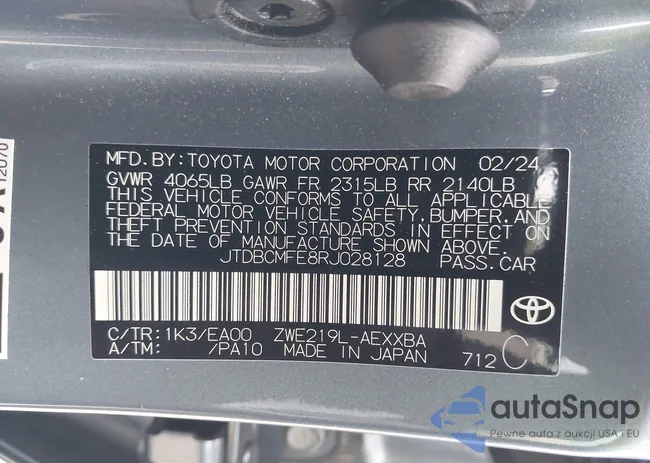 MFD.BY:TOYOTA MOTOR CORPORATION 02/24
GVWR 4065LB GAWR FR 2315LB RR 2140LB
THIS VEHICLE CONFORMS TO ALL APPLICABLE
FEDERAL MOTOR VEHICLE SAFETY,BUMPER,AND
THEFT PREVENTION STANDARDS IN EFFECT ON
THE DATE OF MANUFACTURE SHOWN ABOVE.
JTDBCMFE8RJ028128 PASS.CAR
C/TR:1K3/EA00 ZWE219L-AEXXBA
A/TM: /PA10 MADE IN JAPAN 712 C
autaSnap
Pewne auta z aukcji USA i EU